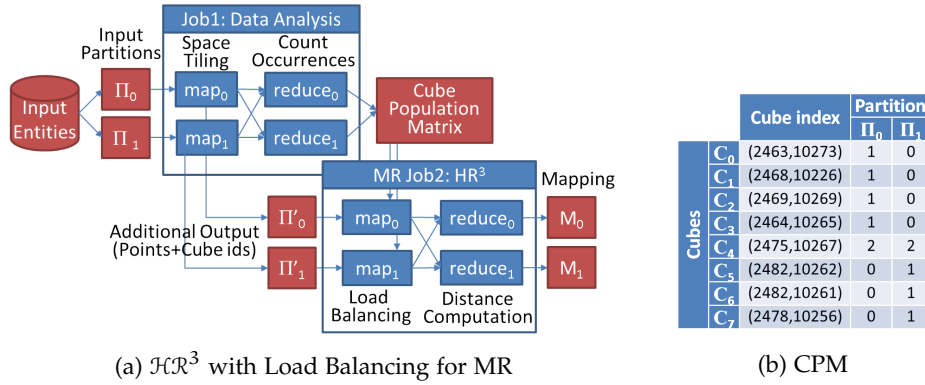 Job1: Data Analysis
Input
Partitions
Space
Tiling
Count
Occurrences
Input
Entities
Π₀
Π₁
map₀
map₁
reduce₀
reduce₁
Cube
Population
Matrix
MR Job2: HR³
Mapping
Additional Output
(Points+Cube ids)
Π'₀
Π'₁
map₀
map₁
reduce₀
reduce₁
M₀
M₁
Load
Balancing
Distance
Computation
(a) ℋℛ³ with Load Balancing for MR
Cube index Partition
Π₀ Π₁
Cubes
C₀ (2463,10273) 1 0
C₁ (2468,10226) 1 0
C₂ (2469,10269) 1 0
C₃ (2464,10265) 1 0
C₄ (2475,10267) 2 2
C₅ (2482,10262) 0 1
C₆ (2482,10261) 0 1
C₇ (2478,10256) 0 1
(b) CPM